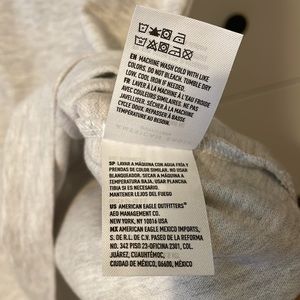 EN MACHINE WASH COLD WITH LIKE
COLORS. DO NOT BLEACH. TUMBLE DRY
LOW. COOL IRON IF NEEDED.
FR LAVER À LA MACHINE À L'EAU FROIDE
AVEC COULEURS SIMILAIRES. NE PAS
JAVELLISER. SÉCHER À LA MACHINE
CYCLE DOUX. REPASSER À BASSE
TEMPÉRATURE AU BESOIN.
SP LAVAR A MÁQUINA CON AGUA FRÍA Y
PRENDAS DE COLOR SIMILAR. NO USAR
BLANQUEADOR. SECAR A MÁQUINA A
TEMPERATURA BAJA. USAR PLANCHA
TIBIA SI ES NECESARIO.
MANTENER LEJOS DEL FUEGO
US AMERICAN EAGLE OUTFITTERS®
AEO MANAGEMENT CO.
NEW YORK, NY 10016 USA
MX AMERICAN EAGLE MEXICO IMPORTS,
S. DE R.L. DE C.V. PASEO DE LA REFORMA
NO. 342 PISO 23-OFICINA 2301, COL.
JUÁREZ, CUAUHTÉMOC,
CIUDAD DE MÉXICO, 06600, MÉXICO